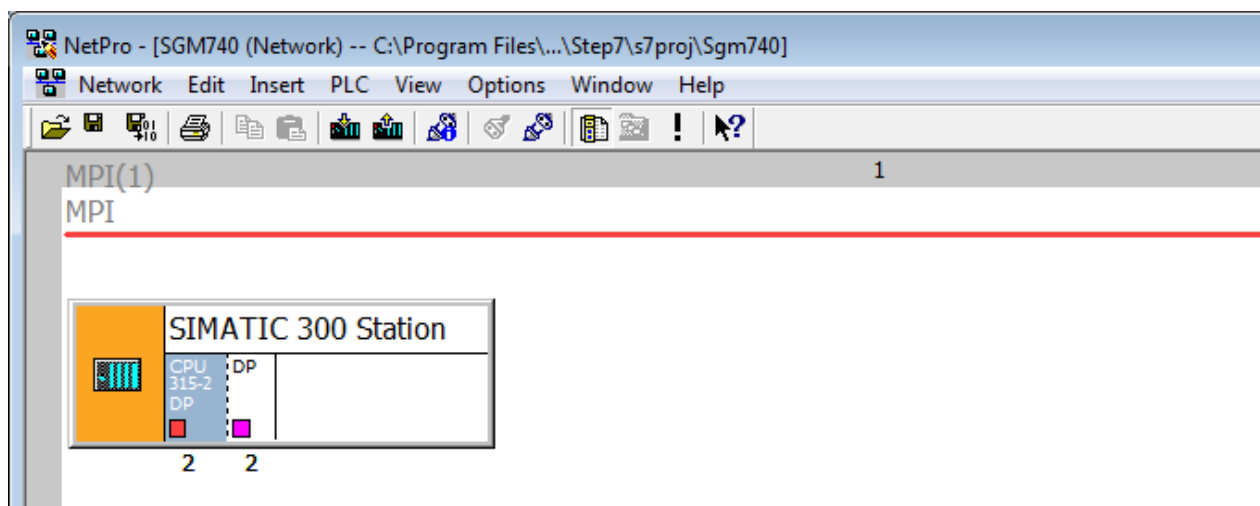 NetPro - [SGM740 (Network) -- C:\Program Files\...\Step7\s7proj\Sgm740]
Network Edit Insert PLC View Options Window Help
MPI(1)
1
MPI
SIMATIC 300 Station
CPU
315-2
DP
DP
2
2